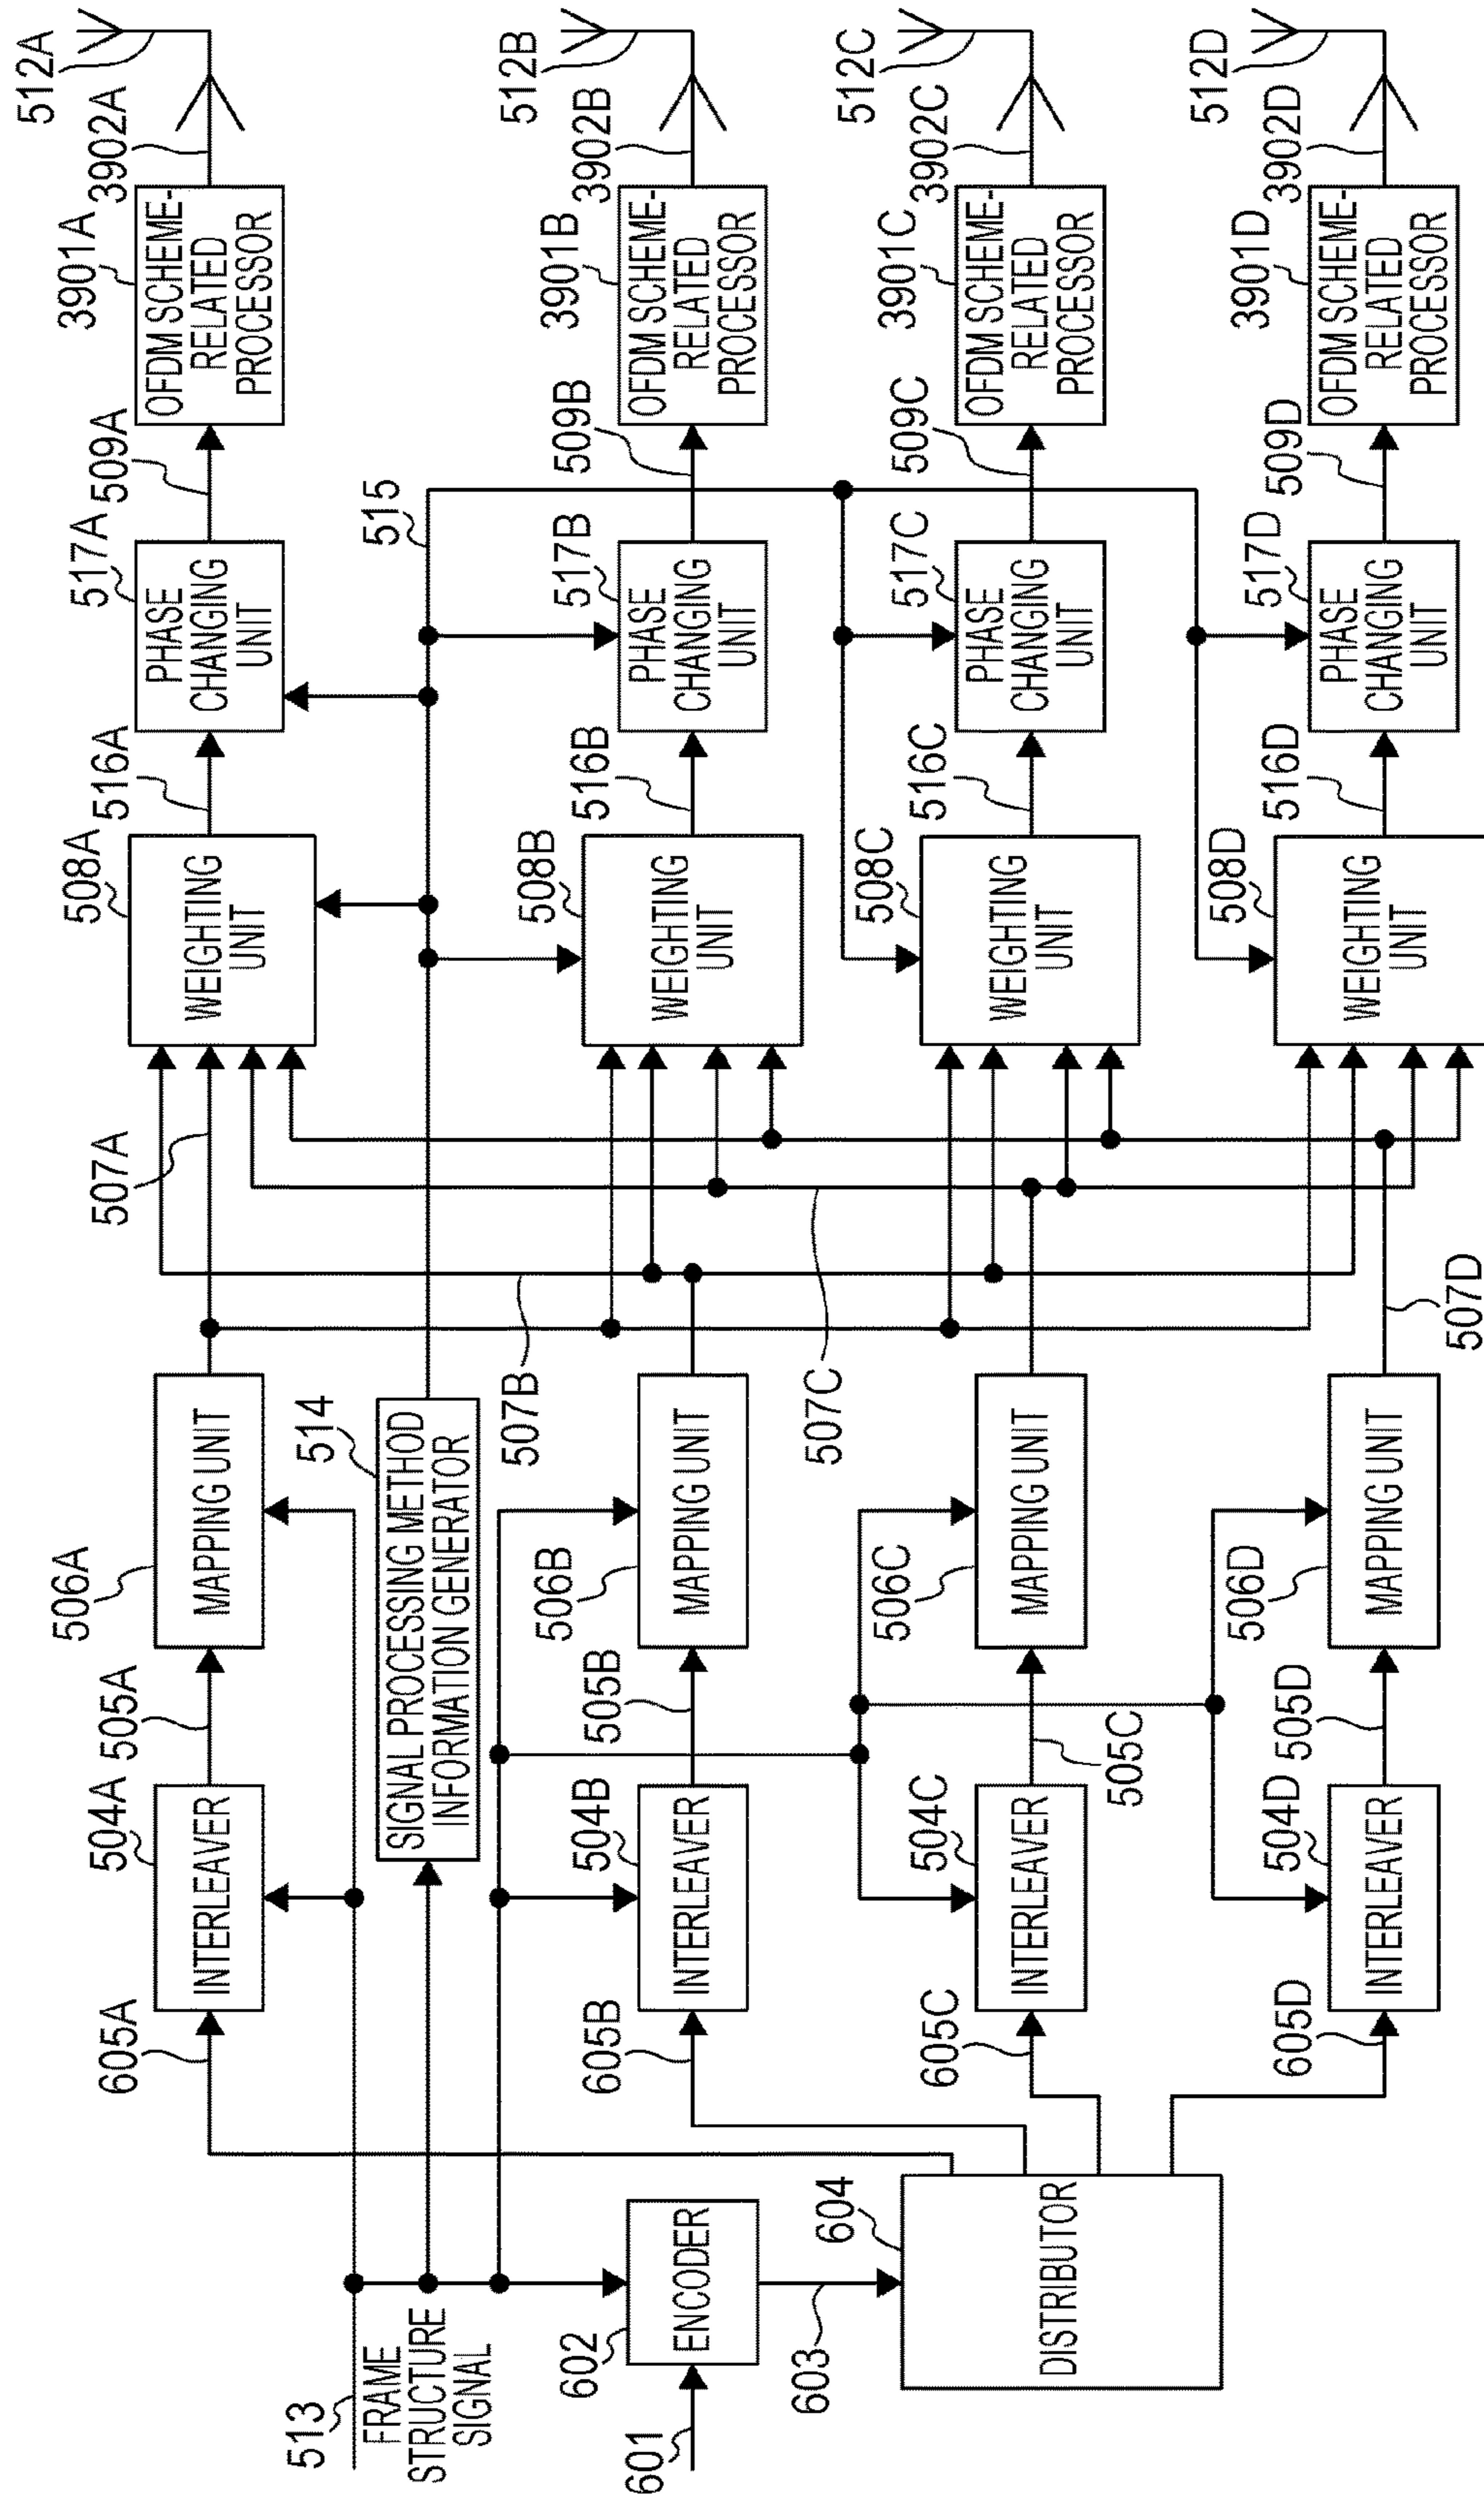 513
FRAME
STRUCTURE
SIGNAL
601
602
ENCODER
603
604
DISTRIBUTOR
605A
504A
INTERLEAVER
505A
506A
MAPPING UNIT
507A
508A
WEIGHTING
UNIT
516A
517A
PHASE
CHANGING
UNIT
509A
3901A
OFDM SCHEME-
RELATED
PROCESSOR
3902A
512A
514
SIGNAL PROCESSING METHOD
INFORMATION GENERATOR
515
605B
504B
INTERLEAVER
505B
506B
MAPPING UNIT
507B
508B
WEIGHTING
UNIT
516B
517B
PHASE
CHANGING
UNIT
509B
3901B
OFDM SCHEME-
RELATED
PROCESSOR
3902B
512B
605C
504C
INTERLEAVER
505C
506C
MAPPING UNIT
507C
508C
WEIGHTING
UNIT
516C
517C
PHASE
CHANGING
UNIT
509C
3901C
OFDM SCHEME-
RELATED
PROCESSOR
3902C
512C
605D
504D
INTERLEAVER
505D
506D
MAPPING UNIT
507D
508D
WEIGHTING
UNIT
516D
517D
PHASE
CHANGING
UNIT
509D
3901D
OFDM SCHEME-
RELATED
PROCESSOR
3902D
512D